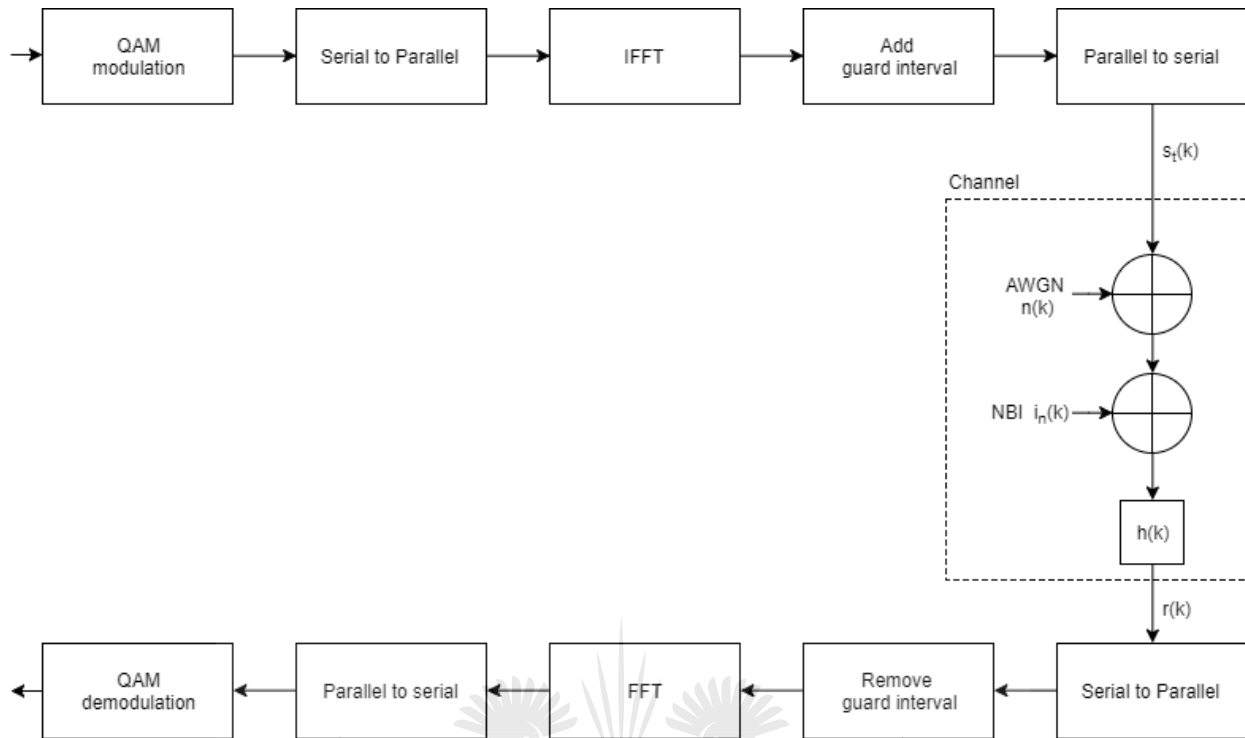 QAM
modulation
Serial to Parallel
IFFT
Add
guard interval
Parallel to serial
sₜ(k)
Channel
AWGN
n(k)
NBI iₙ(k)
h(k)
r(k)
QAM
demodulation
Parallel to serial
FFT
Remove
guard interval
Serial to Parallel